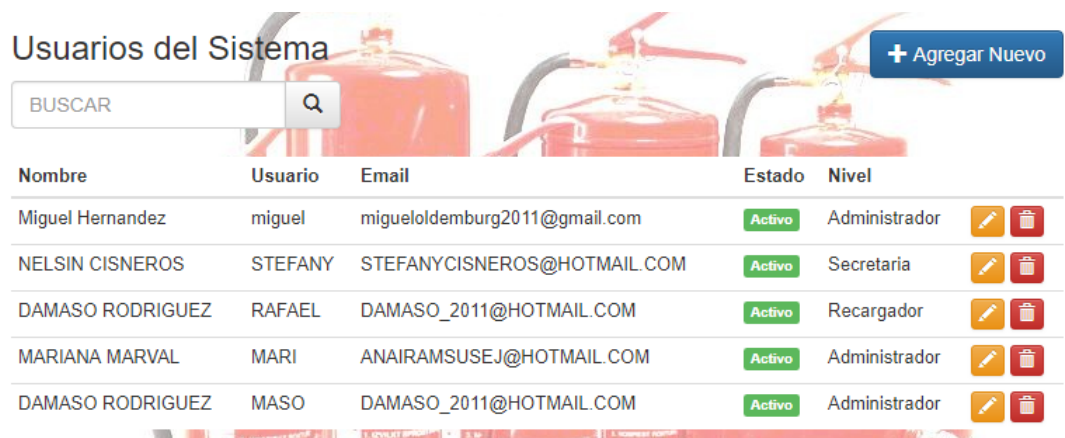 Usuarios del Sistema
+ Agregar Nuevo
BUSCAR
Nombre Usuario Email Estado Nivel
Miguel Hernandez miguel migueloldemburg2011@gmail.com Activo Administrador
NELSIN CISNEROS STEFANY STEFANYCISNEROS@HOTMAIL.COM Activo Secretaria
DAMASO RODRIGUEZ RAFAEL DAMASO_2011@HOTMAIL.COM Activo Recargador
MARIANA MARVAL MARI ANAIRAMSUSEJ@HOTMAIL.COM Activo Administrador
DAMASO RODRIGUEZ MASO DAMASO_2011@HOTMAIL.COM Activo Administrador